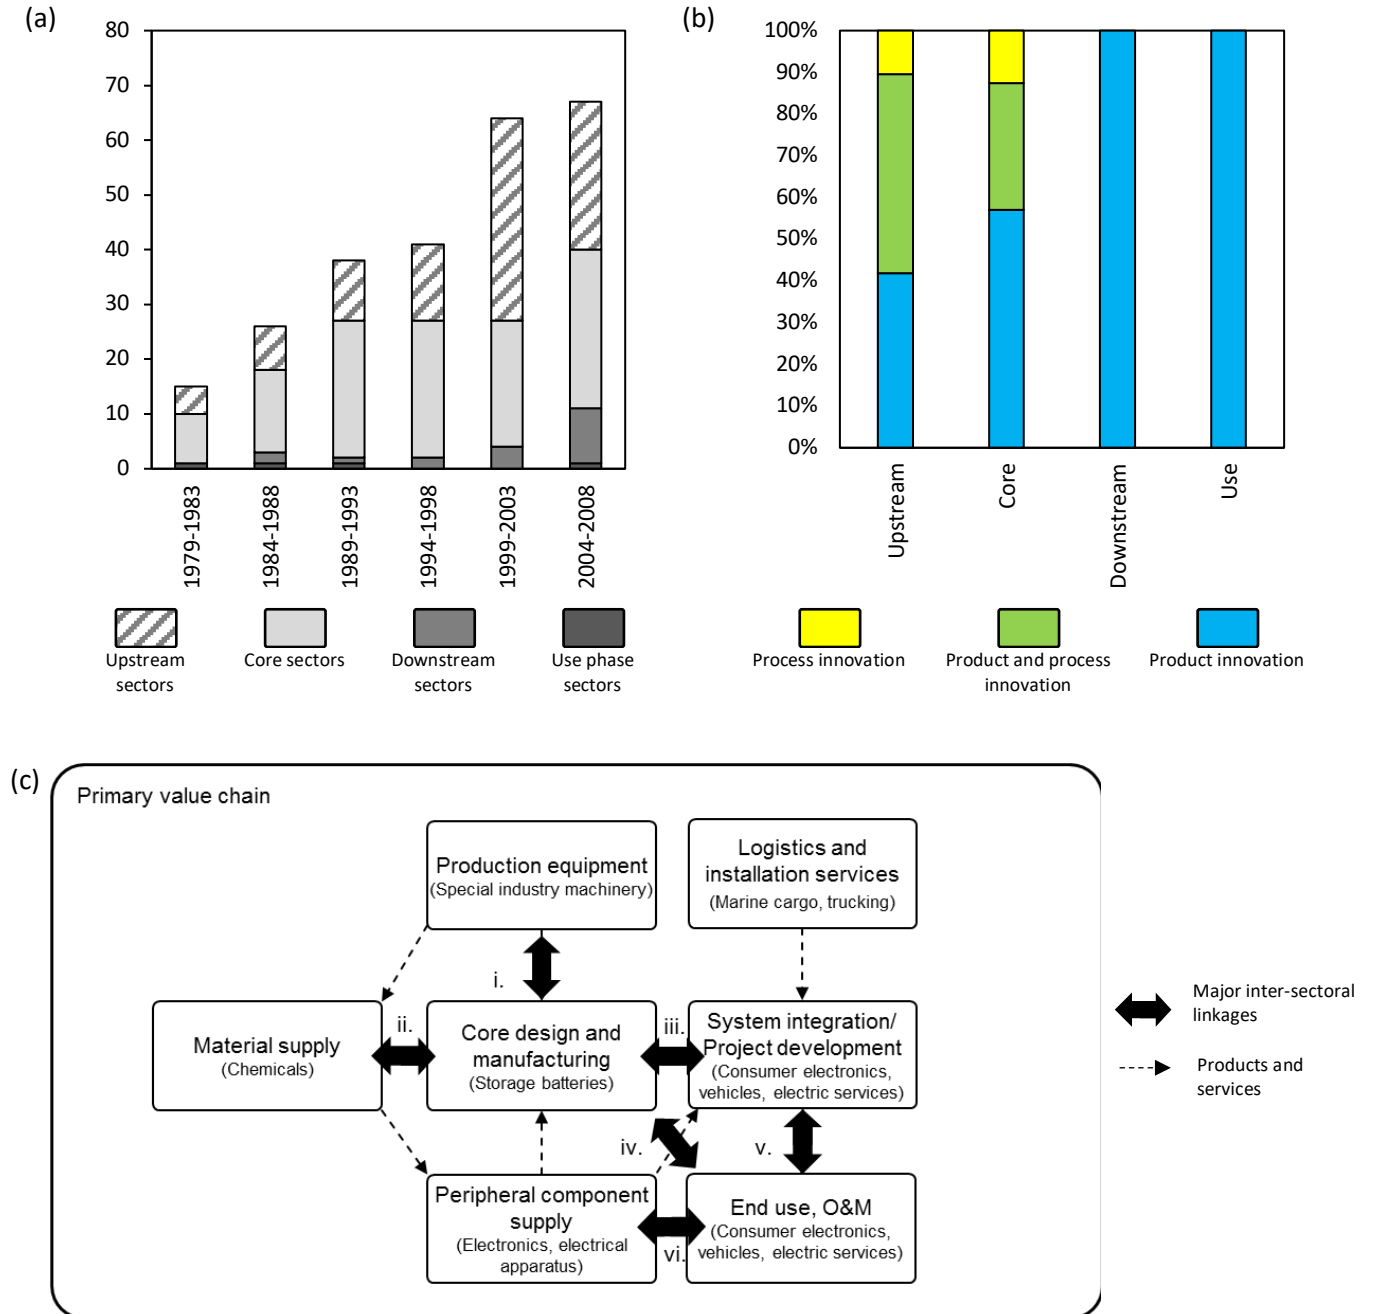 (a)
80
70
60
50
40
30
20
10
0
1979-1983
1984-1988
1989-1993
1994-1998
1999-2003
2004-2008
Upstream
sectors
Core sectors
Downstream
sectors
Use phase
sectors
(b)
100%
90%
80%
70%
60%
50%
40%
30%
20%
10%
0%
Upstream
Core
Downstream
Use
Process innovation
Product and process
innovation
Product innovation
(c)
Primary value chain
Production equipment
(Special industry machinery)
Logistics and
installation services
(Marine cargo, trucking)
i.
Material supply
(Chemicals)
ii.
Core design and
manufacturing
(Storage batteries)
iii.
System integration/
Project development
(Consumer electronics,
vehicles, electric services)
iv.
v.
Peripheral component
supply
(Electronics, electrical
apparatus)
vi.
End use, O&M
(Consumer electronics,
vehicles, electric services)
Major inter-sectoral
linkages
Products and
services